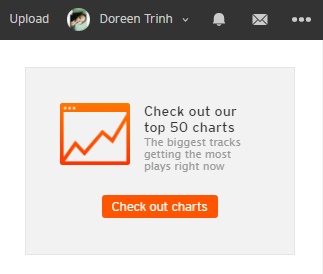 Upload Doreen Trinh
Check out our
top 50 charts
The biggest tracks
getting the most
plays right now
Check out charts